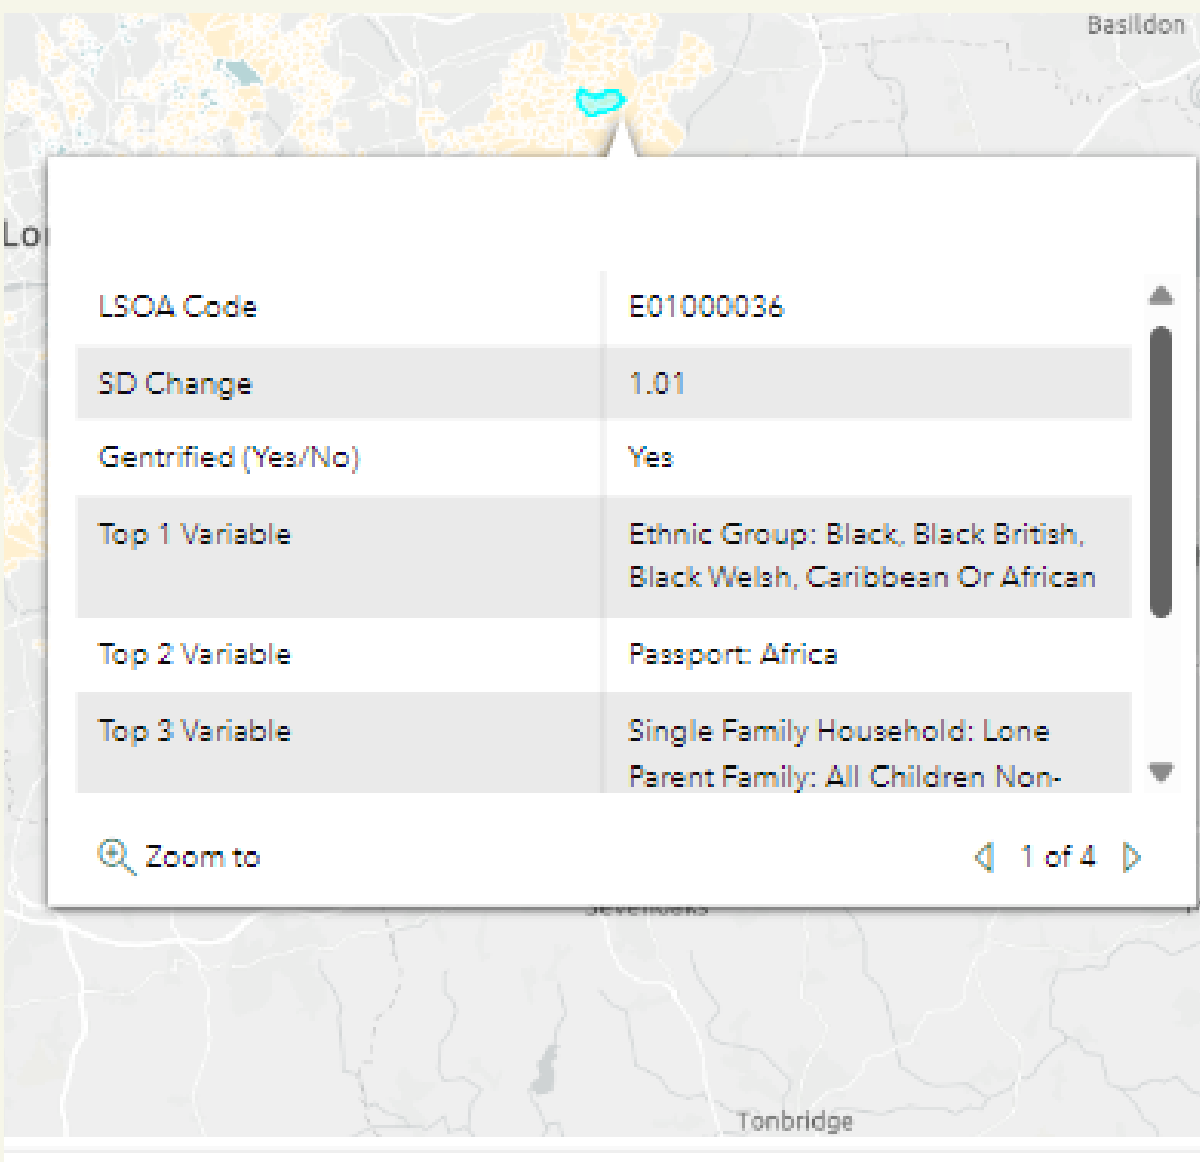 Basildon
LSOA Code E01000036
SD Change 1.01
Gentrified (Yes/No) Yes
Top 1 Variable Ethnic Group: Black, Black British,
Black Welsh, Caribbean Or African
Top 2 Variable Passport: Africa
Top 3 Variable Single Family Household: Lone
Parent Family: All Children Non-
Zoom to 1 of 4
Tonbridge